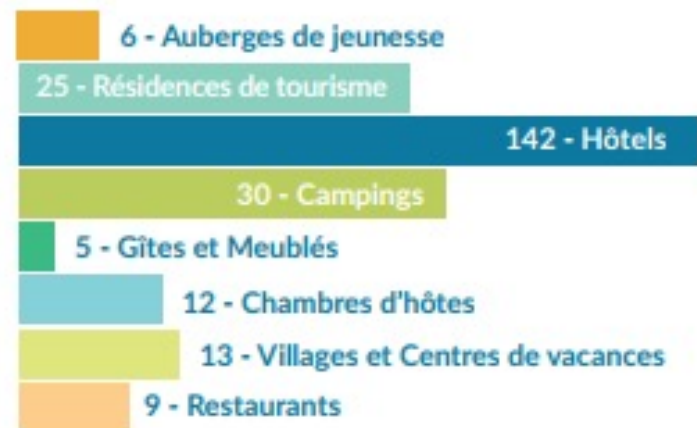 6 - Auberges de jeunesse
25 - Résidences de tourisme
142 - Hôtels
30 - Campings
5 - Gîtes et Meublés
12 - Chambres d'hôtes
13 - Villages et Centres de vacances
9 - Restaurants